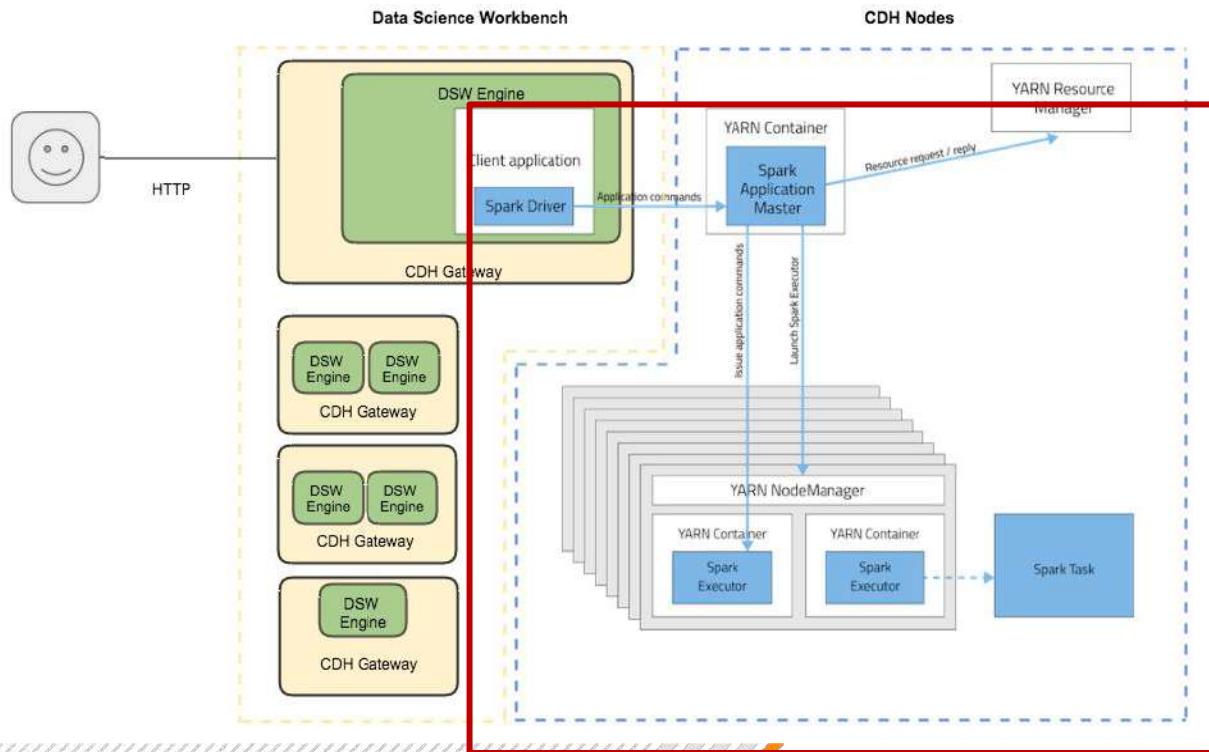 Data Science Workbench
CDH Nodes
DSW Engine
Client application
Spark Driver
CDH Gateway
HTTP
Application commands
YARN Container
Spark
Application
Master
Resource request / reply
YARN Resource
Manager
Issue application commands
Launch Spark Executor
DSW
Engine
DSW
Engine
CDH Gateway
DSW
Engine
DSW
Engine
CDH Gateway
DSW
Engine
CDH Gateway
YARN NodeManager
YARN Container
Spark
Executor
YARN Container
Spark
Executor
Spark Task